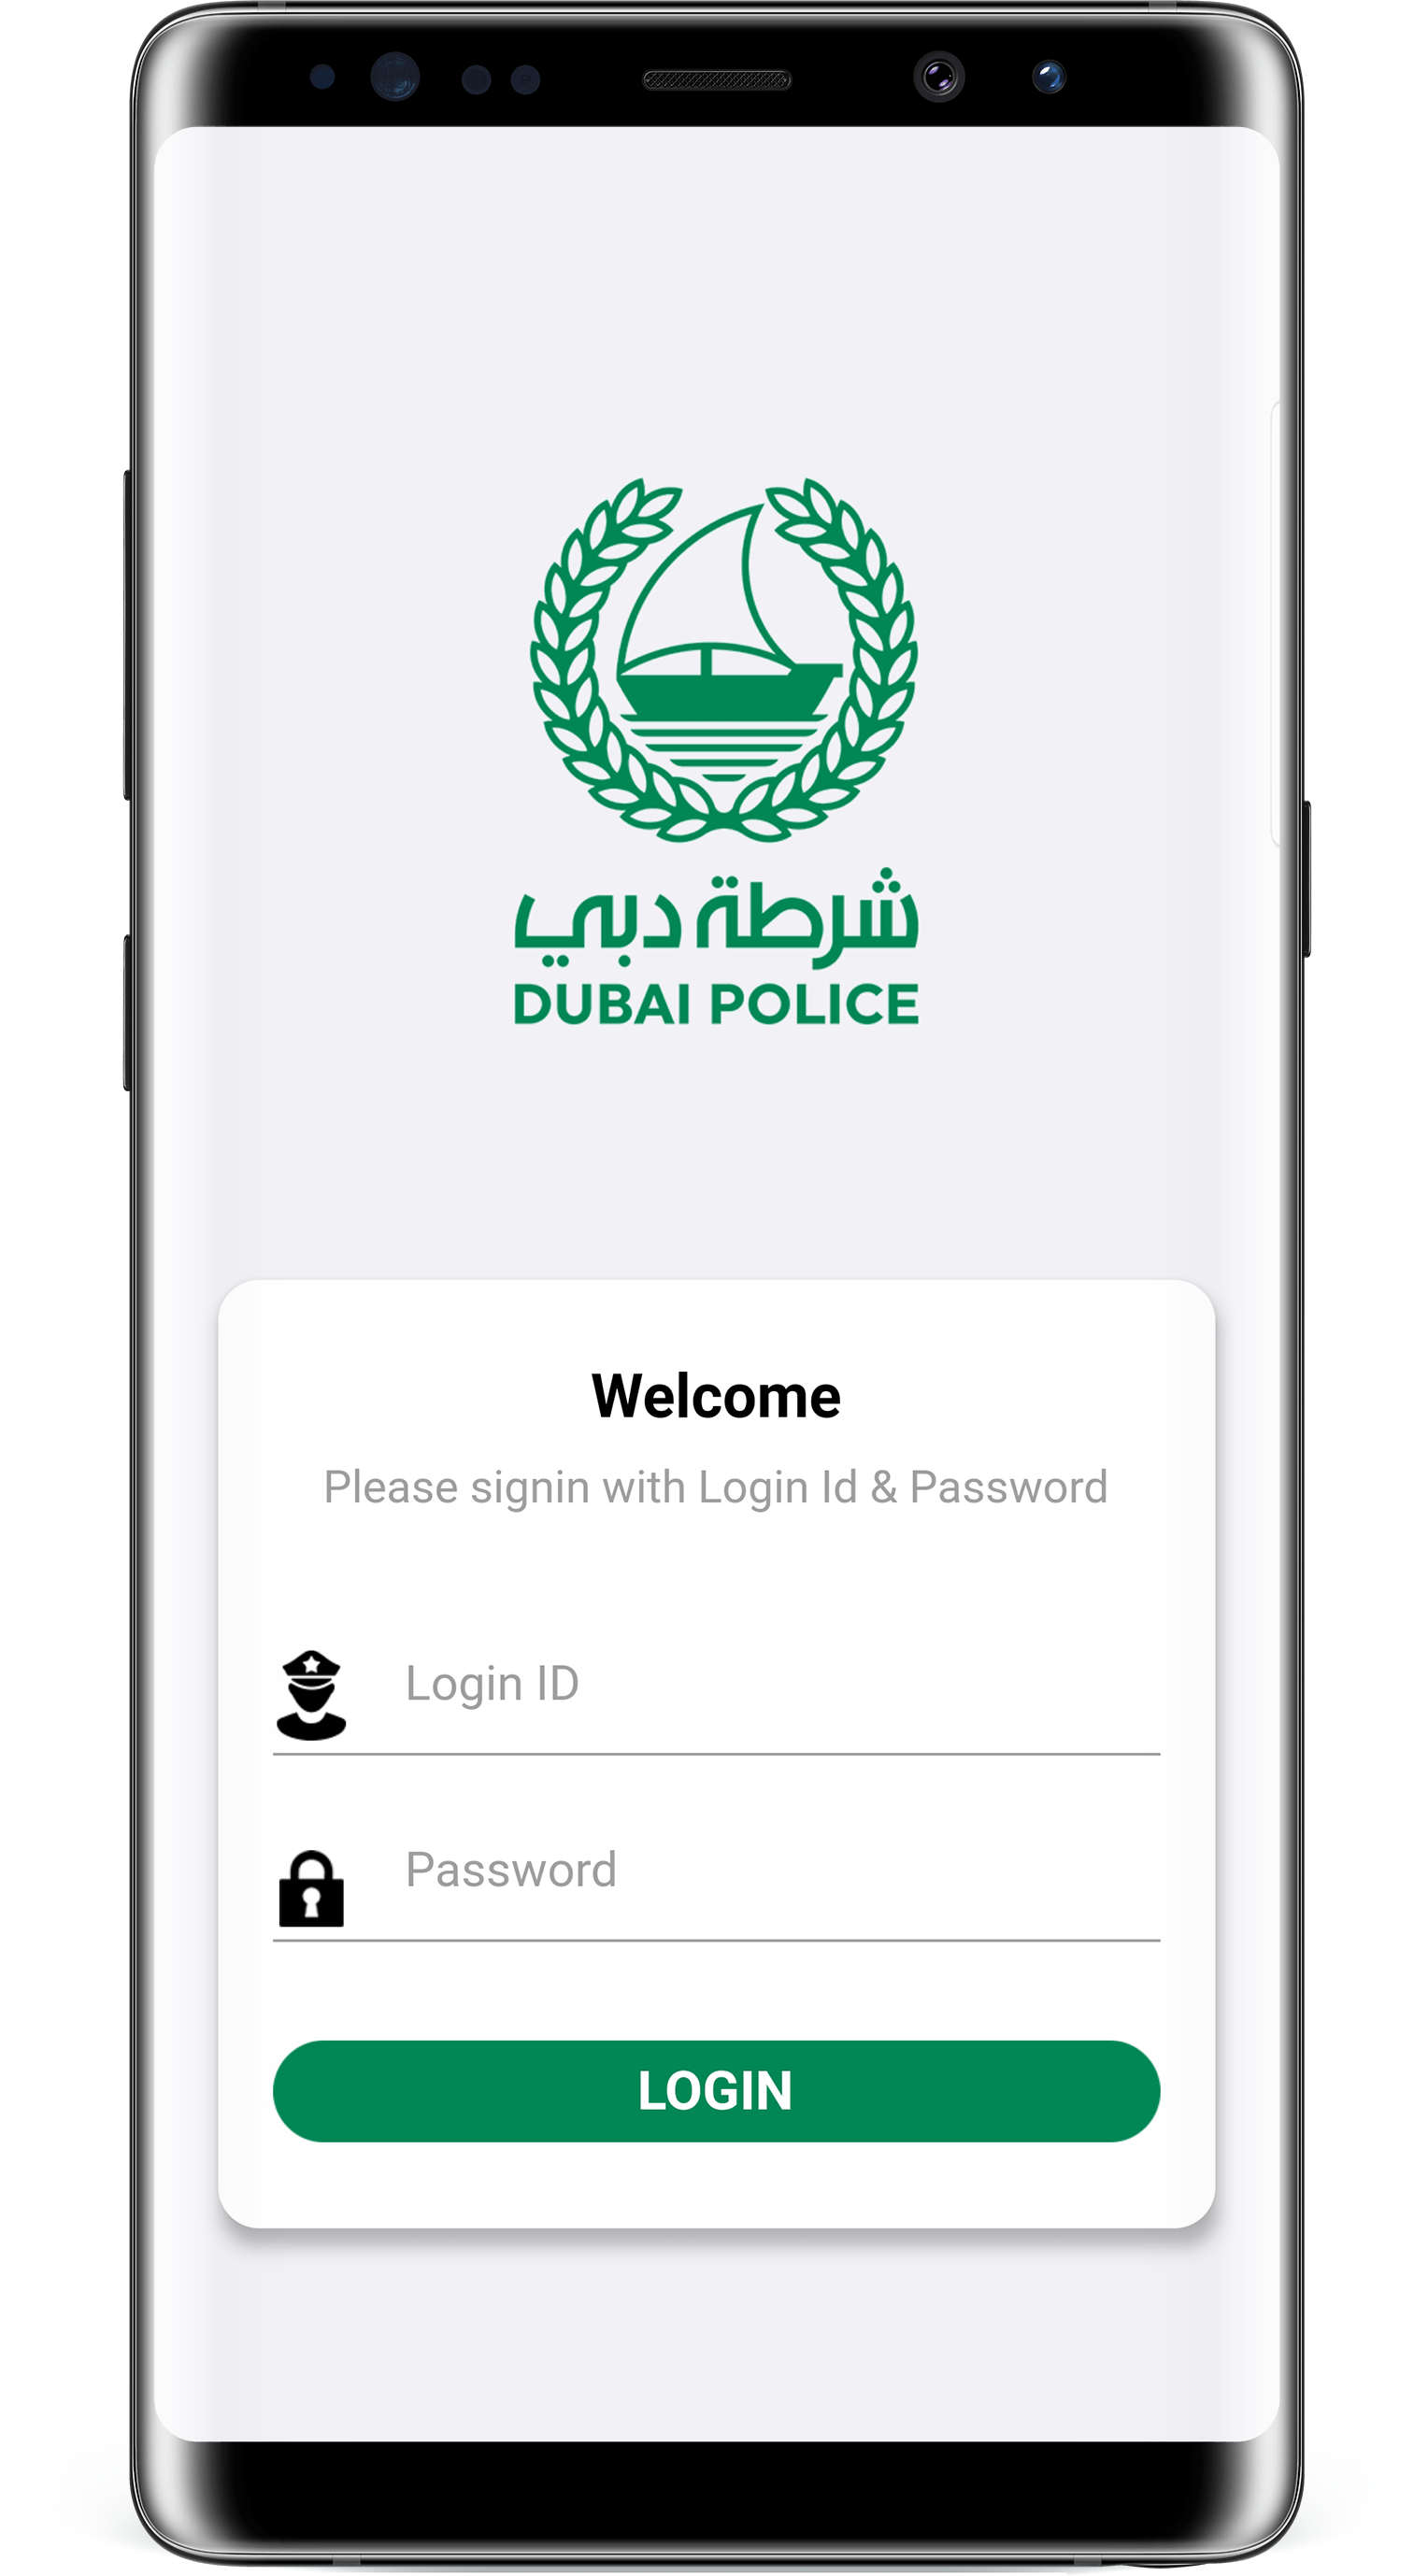 شرطة دبي
DUBAI POLICE
Welcome
Please signin with Login Id & Password
Login ID
Password
LOGIN